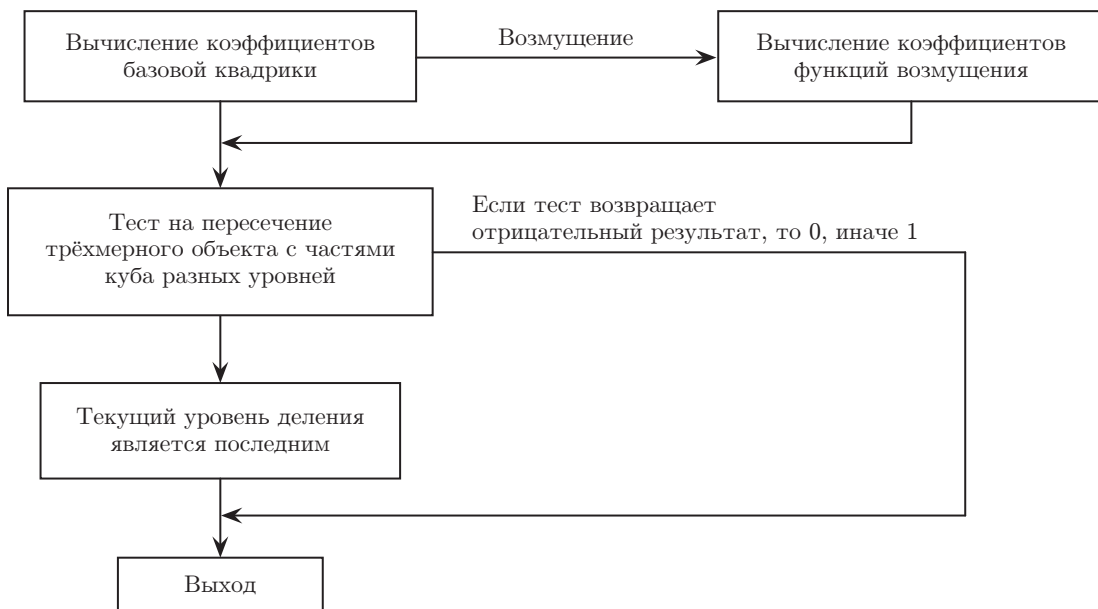 Вычисление коэффициентов
базовой квадрики
Возмущение
Вычисление коэффициентов
функций возмущения
Тест на пересечение
трёхмерного объекта с частями
куба разных уровней
Если тест возвращает
отрицательный результат, то 0, иначе 1
Текущий уровень деления
является последним
Выход